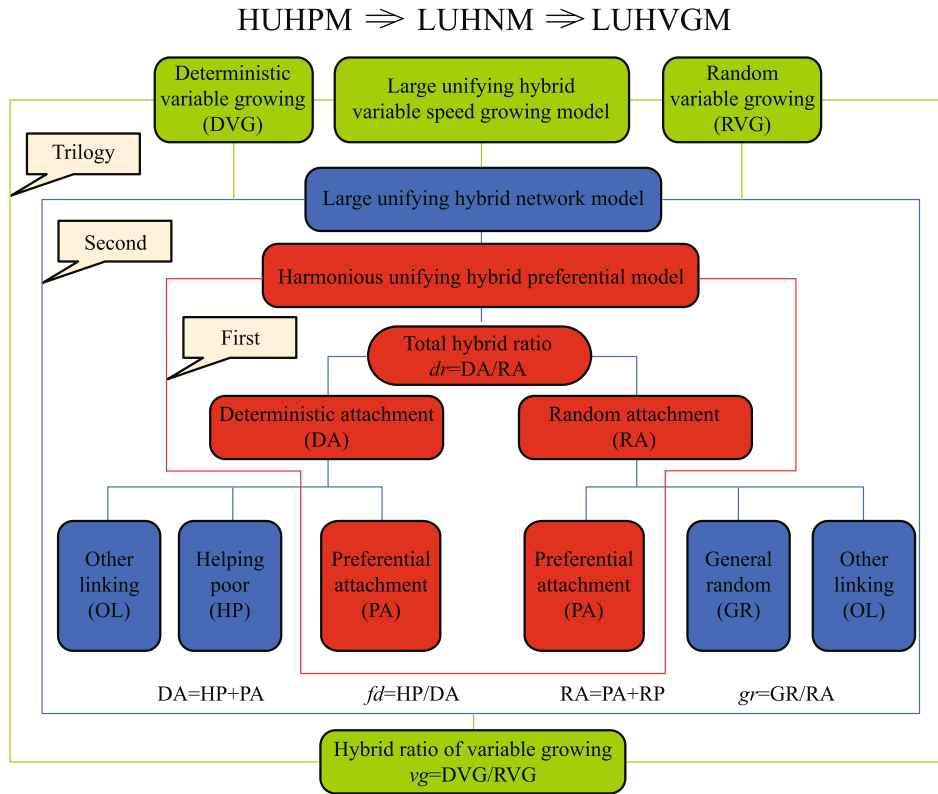 HUHPM ⇒ LUHNM ⇒ LUHVGM
Deterministic
variable growing
(DVG)
Large unifying hybrid
variable speed growing model
Random
variable growing
(RVG)
Trilogy
Large unifying hybrid network model
Second
Harmonious unifying hybrid preferential model
First
Total hybrid ratio
dr=DA/RA
Deterministic attachment
(DA)
Random attachment
(RA)
Other
linking
(OL)
Helping
poor
(HP)
Preferential
attachment
(PA)
Preferential
attachment
(PA)
General
random
(GR)
Other
linking
(OL)
DA=HP+PA
fd=HP/DA
RA=PA+RP
gr=GR/RA
Hybrid ratio of variable growing
vg=DVG/RVG